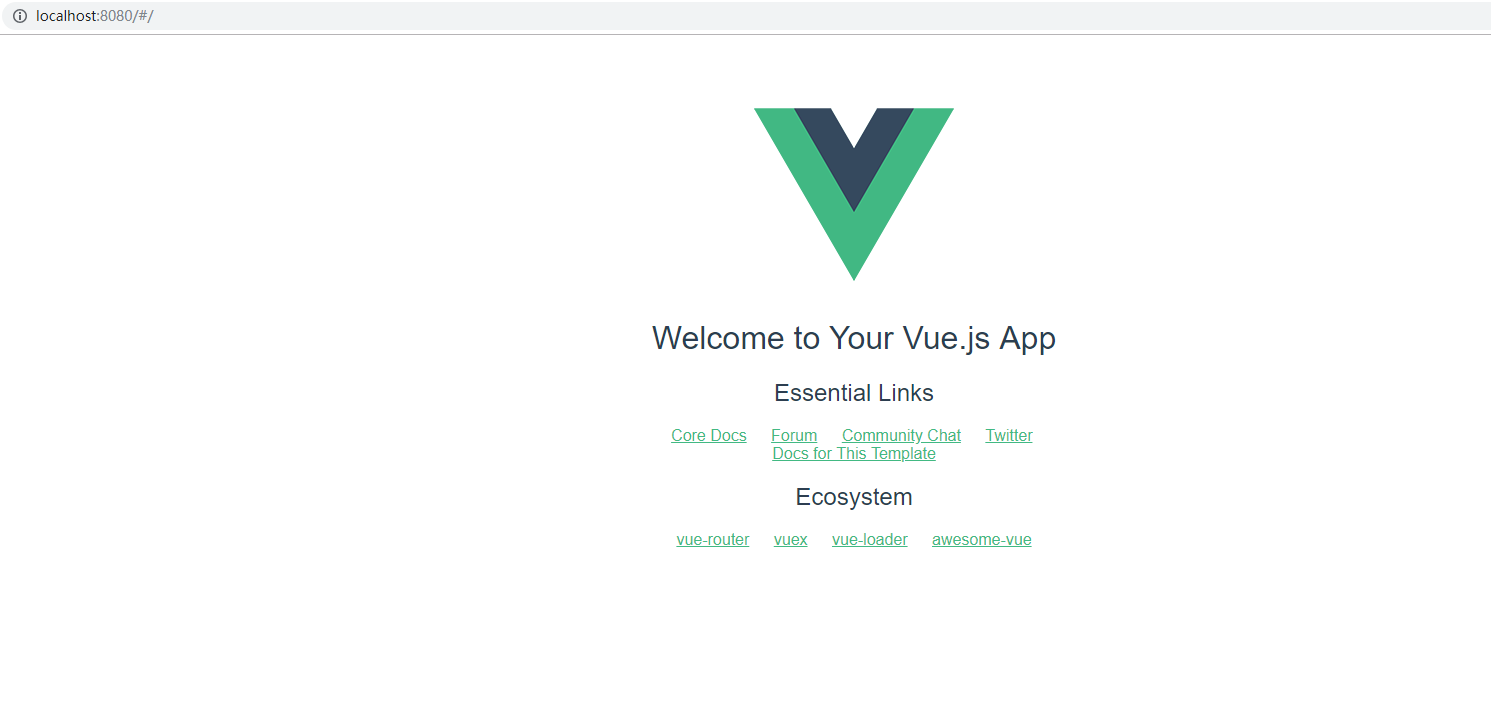 localhost:8080/#/
Welcome to Your Vue.js App
Essential Links
Core Docs Forum Community Chat Twitter
Docs for This Template
Ecosystem
vue-router vuex vue-loader awesome-vue